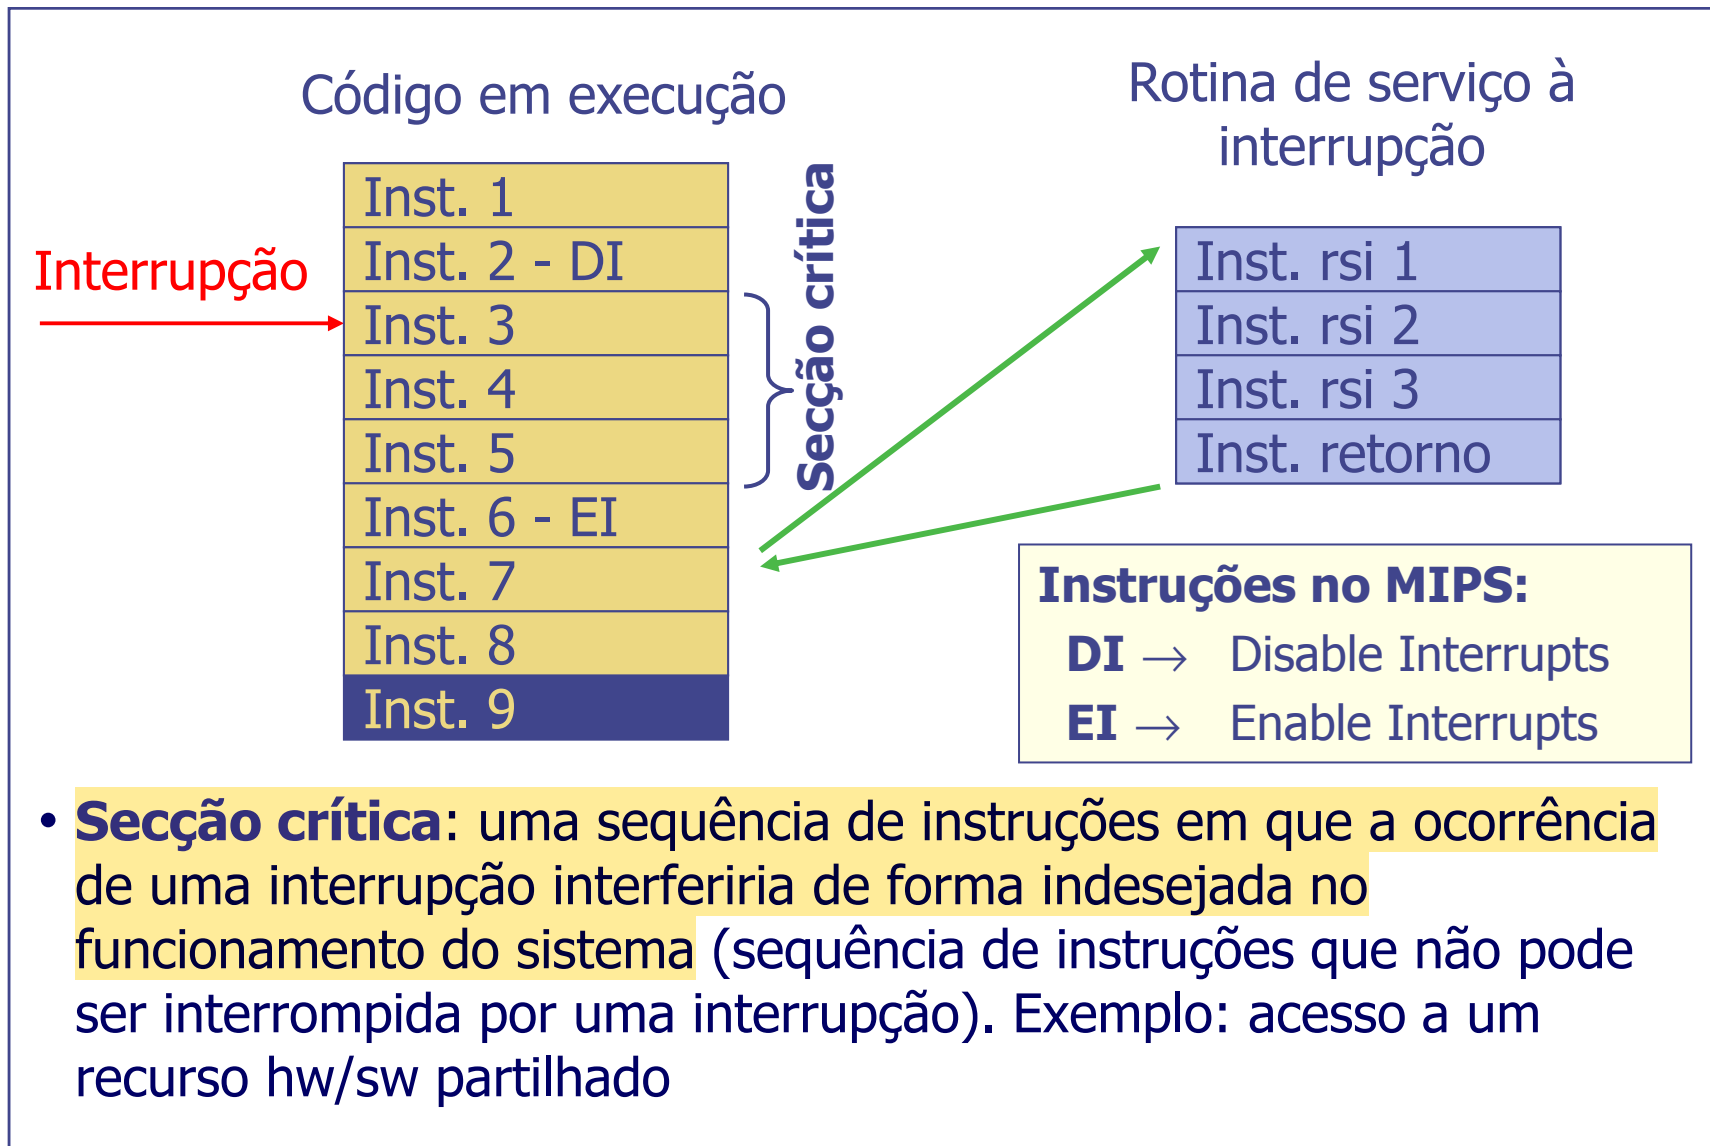 Código em execução
Rotina de serviço à
interrupção
Interrupção
Inst. 1
Inst. 2 - DI
Inst. 3
Inst. 4
Inst. 5
Inst. 6 - EI
Inst. 7
Inst. 8
Inst. 9
Secção crítica
Inst. rsi 1
Inst. rsi 2
Inst. rsi 3
Inst. retorno
Instruções no MIPS:
DI → Disable Interrupts
EI → Enable Interrupts
• Secção crítica: uma sequência de instruções em que a ocorrência
de uma interrupção interferiria de forma indesejada no
funcionamento do sistema (sequência de instruções que não pode
ser interrompida por uma interrupção). Exemplo: acesso a um
recurso hw/sw partilhado